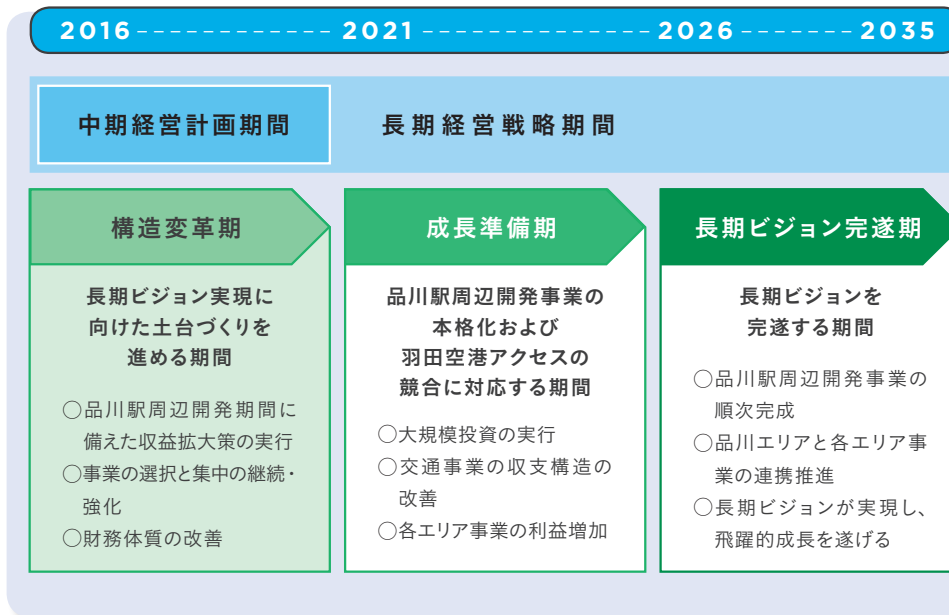 2016 2021 2026 2035
中期経営計画期間
長期経営戦略期間
構造変革期
長期ビジョン実現に
向けた土台づくりを
進める期間
○品川駅周辺開発期間に
備えた収益拡大策の実行
○事業の選択と集中の継続・
強化
○財務体質の改善
成長準備期
品川駅周辺開発事業の
本格化および
羽田空港アクセスの
競合に対応する期間
○大規模投資の実行
○交通事業の収支構造の
改善
○各エリア事業の利益増加
長期ビジョン完遂期
長期ビジョンを
完遂する期間
○品川駅周辺開発事業の
順次完成
○品川エリアと各エリア事
業の連携推進
○長期ビジョンが実現し、
飛躍的成長を遂げる